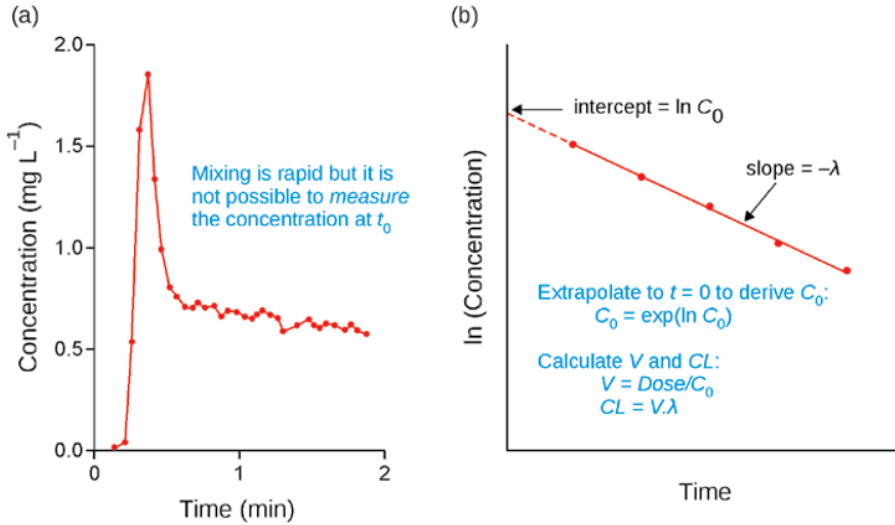 (a)
2.0
1.5
1.0
0.5
0.0
Concentration (mg L⁻¹)
Mixing is rapid but it is
not possible to measure
the concentration at t₀
0
1
2
Time (min)
(b)
ln (Concentration)
intercept = ln C₀
slope = –λ
Extrapolate to t = 0 to derive C₀:
C₀ = exp(ln C₀)
Calculate V and CL:
V = Dose/C₀
CL = V.λ
Time